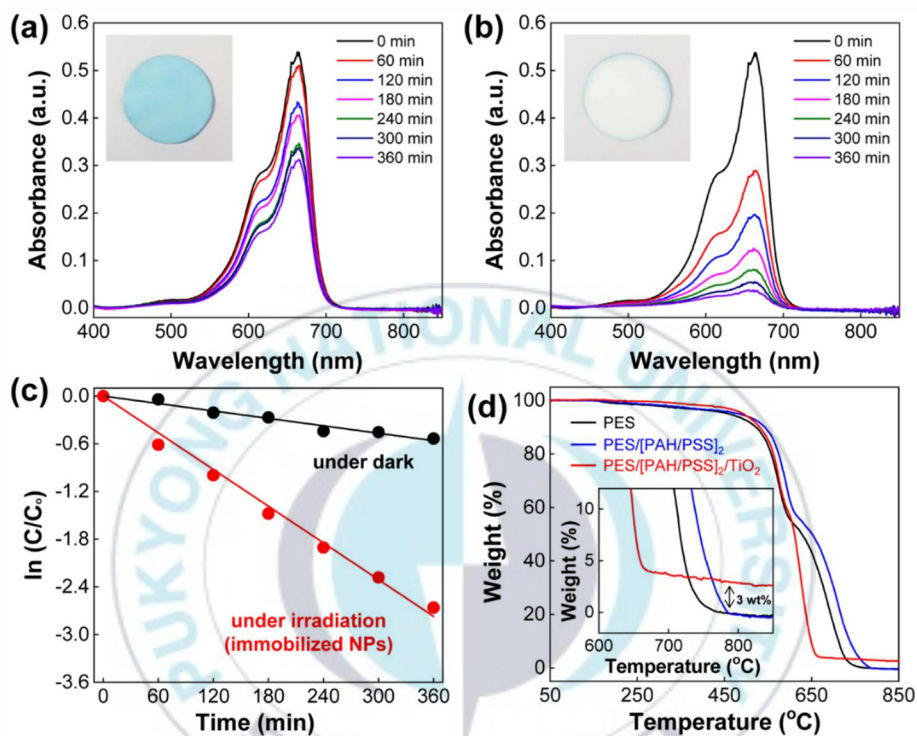 (a)
0.6
0.5
0.4
0.3
0.2
0.1
0.0
Absorbance (a.u.)
0 min
60 min
120 min
180 min
240 min
300 min
360 min
400 500 600 700 800
Wavelength (nm)
(b)
0.6
0.5
0.4
0.3
0.2
0.1
0.0
Absorbance (a.u.)
0 min
60 min
120 min
180 min
240 min
300 min
360 min
400 500 600 700 800
Wavelength (nm)
(c)
0.0
-0.6
-1.2
-1.8
-2.4
-3.0
-3.6
ln (C/C₀)
under dark
under irradiation
(immobilized NPs)
0 60 120 180 240 300 360
Time (min)
(d)
100
80
60
40
20
0
Weight (%)
PES
PES/[PAH/PSS]₂
PES/[PAH/PSS]₂/TiO₂
10
5
0
Weight (%)
3 wt%
600 700 800
Temperature (°C)
50 250 450 650 850
Temperature (°C)
PUKYONG NATIONAL UNIVERSITY